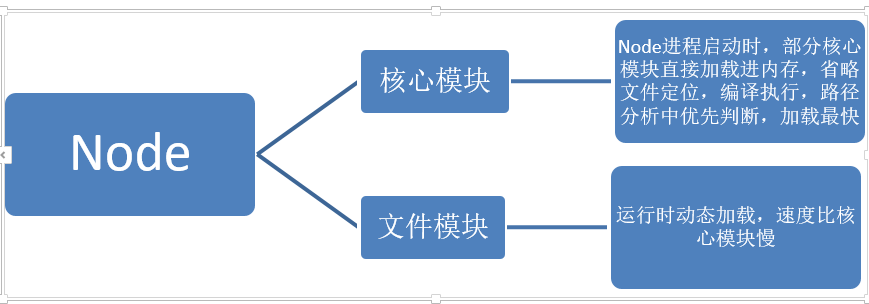 Node
核心模块
Node进程启动时，部分核心
模块直接加载进内存，省略
文件定位，编译执行，路径
分析中优先判断，加载最快
文件模块
运行时动态加载，速度比核
心模块慢